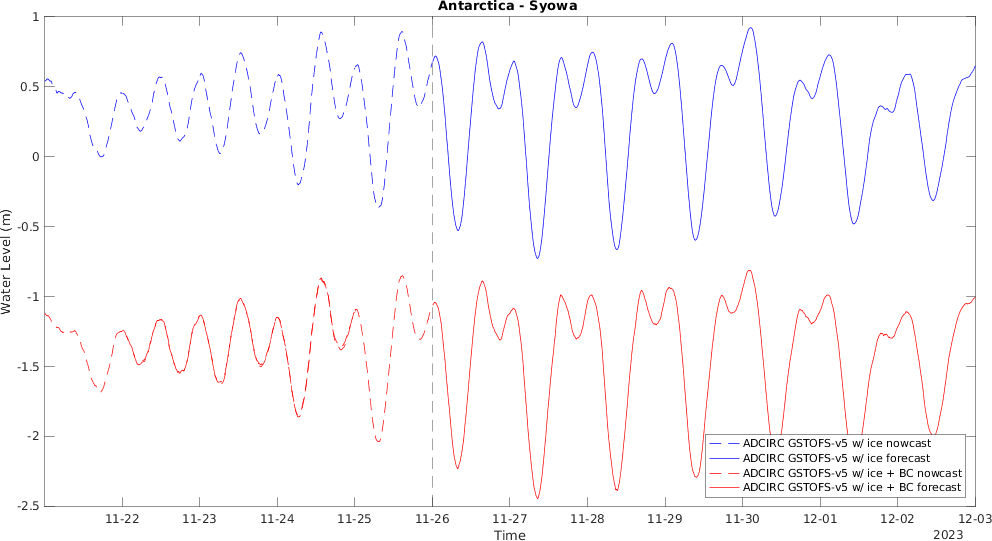 Antarctica - Syowa
1
0.5
0
-0.5
-1
-1.5
-2
-2.5
Water Level (m)
ADCIRC GSTOFS-v5 w/ ice nowcast
ADCIRC GSTOFS-v5 w/ ice forecast
ADCIRC GSTOFS-v5 w/ ice + BC nowcast
ADCIRC GSTOFS-v5 w/ ice + BC forecast
11-22 11-23 11-24 11-25 11-26 11-27 11-28 11-29 11-30 12-01 12-02 12-03
Time
2023